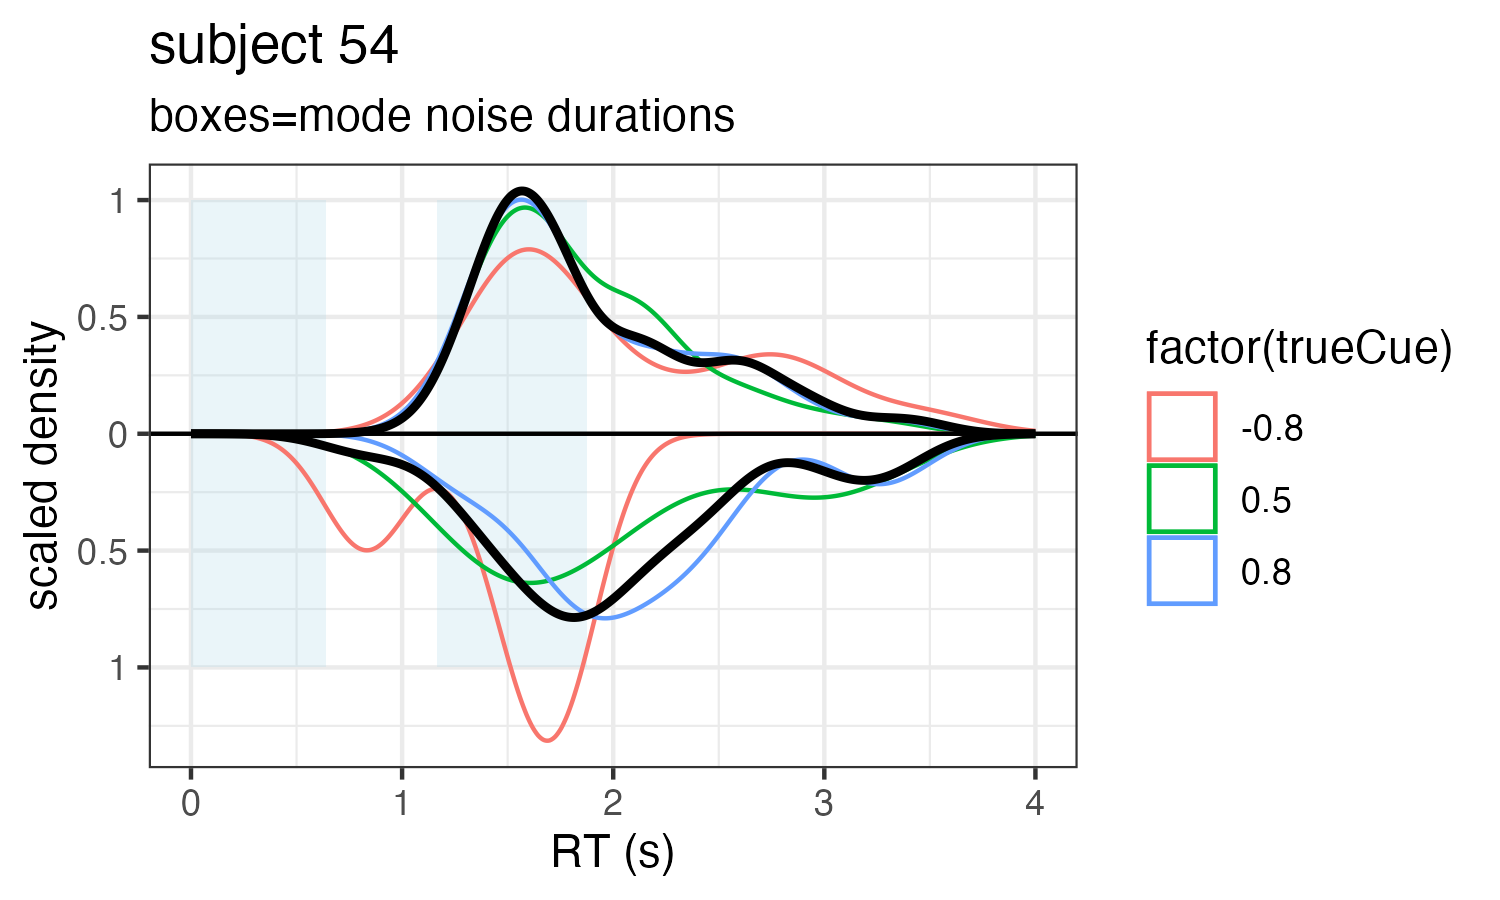 subject 54
boxes=mode noise durations
scaled density
1
0.5
0
0.5
1
0 1 2 3 4
RT (s)
factor(trueCue)
-0.8
0.5
0.8